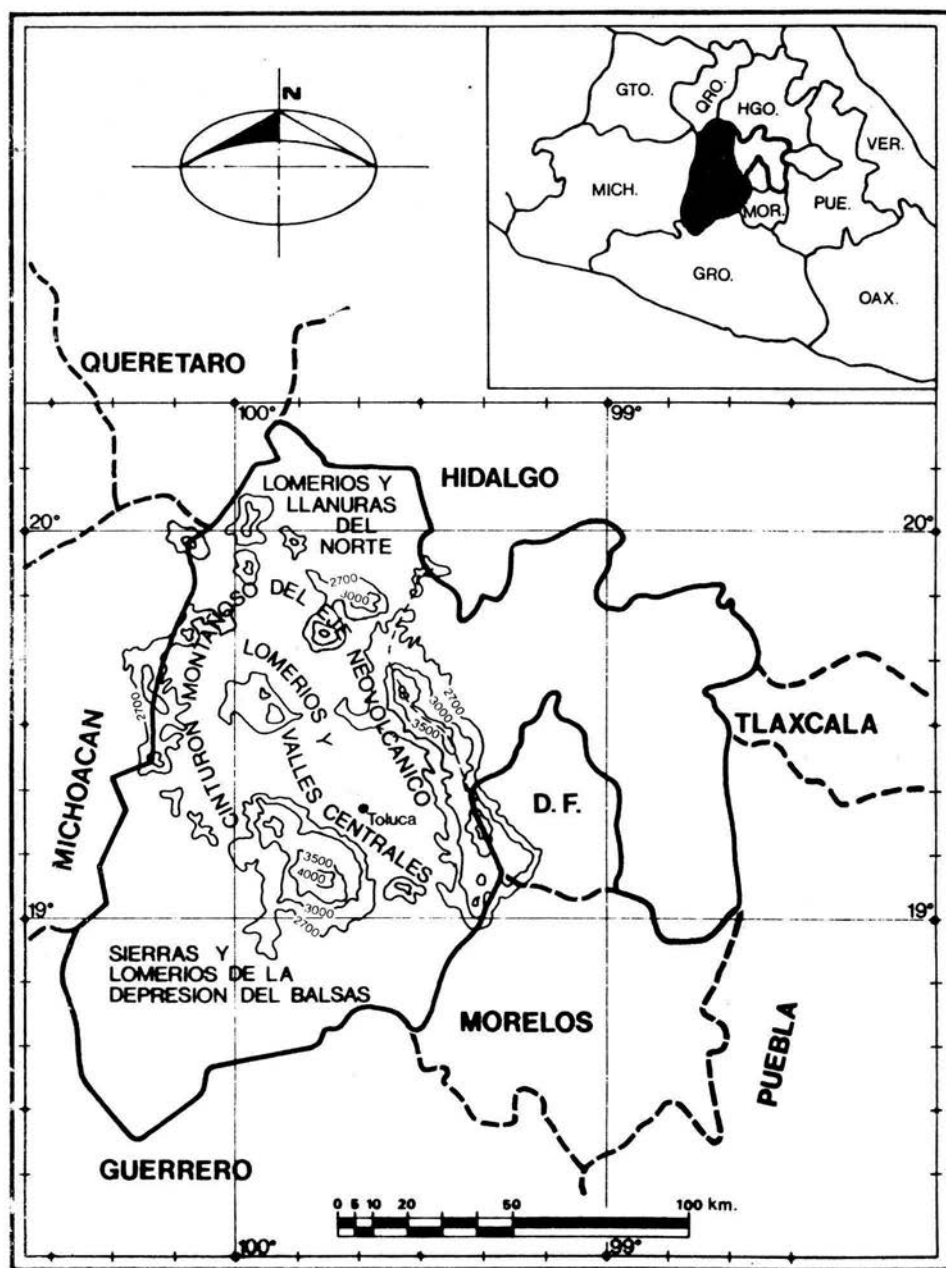 N
GTO.
QRO.
HGO.
VER.
MICH.
MOR.
PUE.
GRO.
OAX.
QUERETARO
100°
99°
HIDALGO
LOMERIOS Y
LLANURAS
DEL
NORTE
20°
20°
2700
3000
CINTURON MONTAÑOSO DEL EJE NEOVOLCANICO
LOMERIOS Y
VALLES CENTRALES
2700
2700
3000
3500
TLAXCALA
MICHOACAN
D. F.
Toluca
3500
4000
3000
2700
19°
19°
SIERRAS Y
LOMERIOS DE LA
DEPRESION DEL BALSAS
MORELOS
PUEBLA
GUERRERO
0 5 10 20 50 100 km.
100°
99°